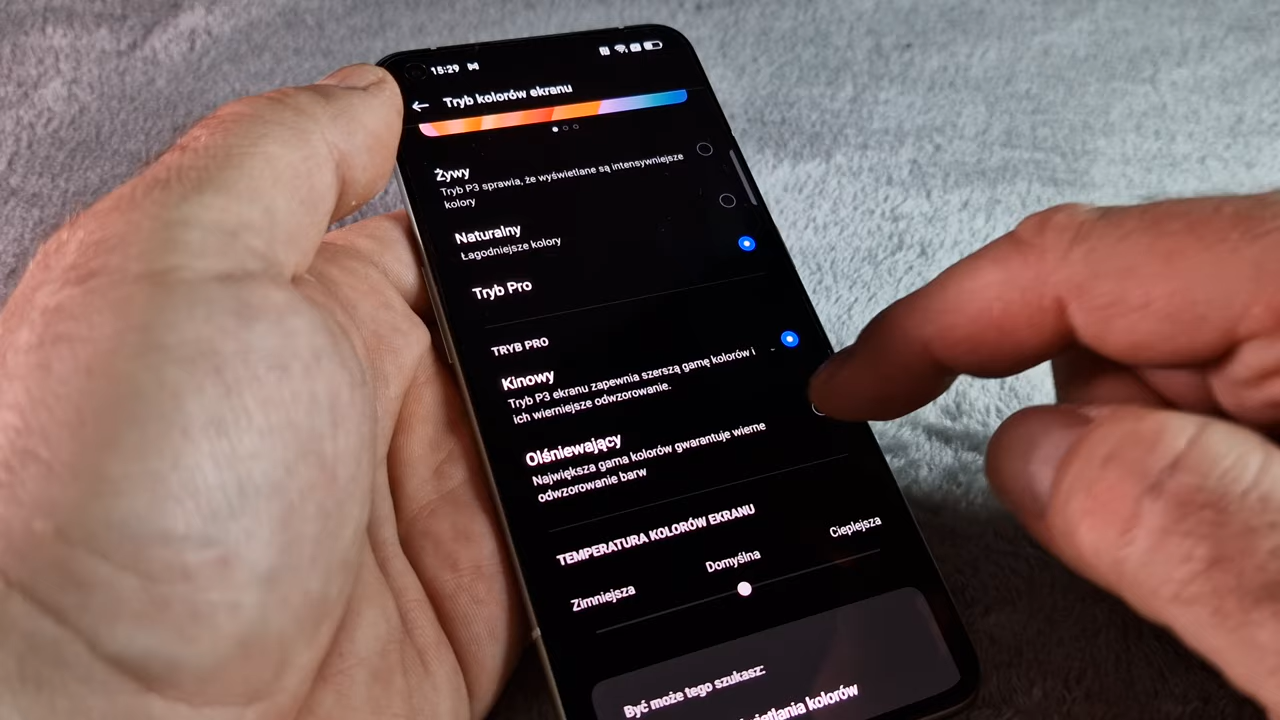 15:29
Tryb kolorów ekranu
Żywy
Tryb P3 sprawia, że wyświetlane są intensywniejsze
kolory
Naturalny
Łagodniejsze kolory
Tryb Pro
TRYB PRO
Kinowy
Tryb P3 ekranu zapewnia szerszą gamę kolorów i
ich wierniejsze odwzorowanie.
Olśniewający
Największa gama kolorów gwarantuje wierne
odwzorowanie barw
TEMPERATURA KOLORÓW EKRANU
Zimniejsza
Domyślna
Cieplejsza
Być może tego szukasz:
kolorów